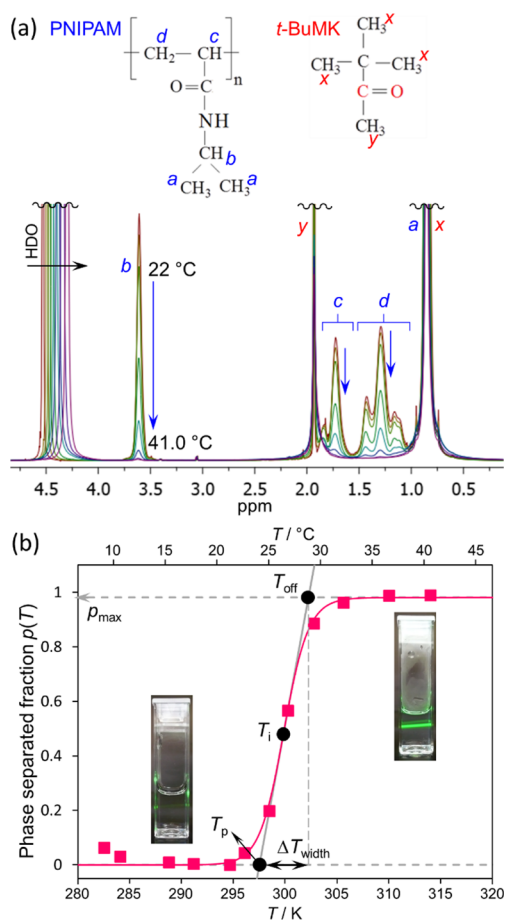 (a) PNIPAM t-BuMK
d c
CH₂ CH
n
C
O
NH
CH b
a CH₃ CH₃ a
CH₃ x
CH₃ C CH₃ x
x
C O
CH₃
y
HDO
b
22 °C
41.0 °C
y
c
d
a x
4.5 4.0 3.5 3.0 2.5 2.0 1.5 1.0 0.5
ppm
(b)
T / °C
10 15 20 25 30 35 40 45
Phase separated fraction p(T)
1
0.8
0.6
0.4
0.2
0
pmax
Toff
Ti
Tp
ΔTwidth
280 285 290 295 300 305 310 315 320
T / K